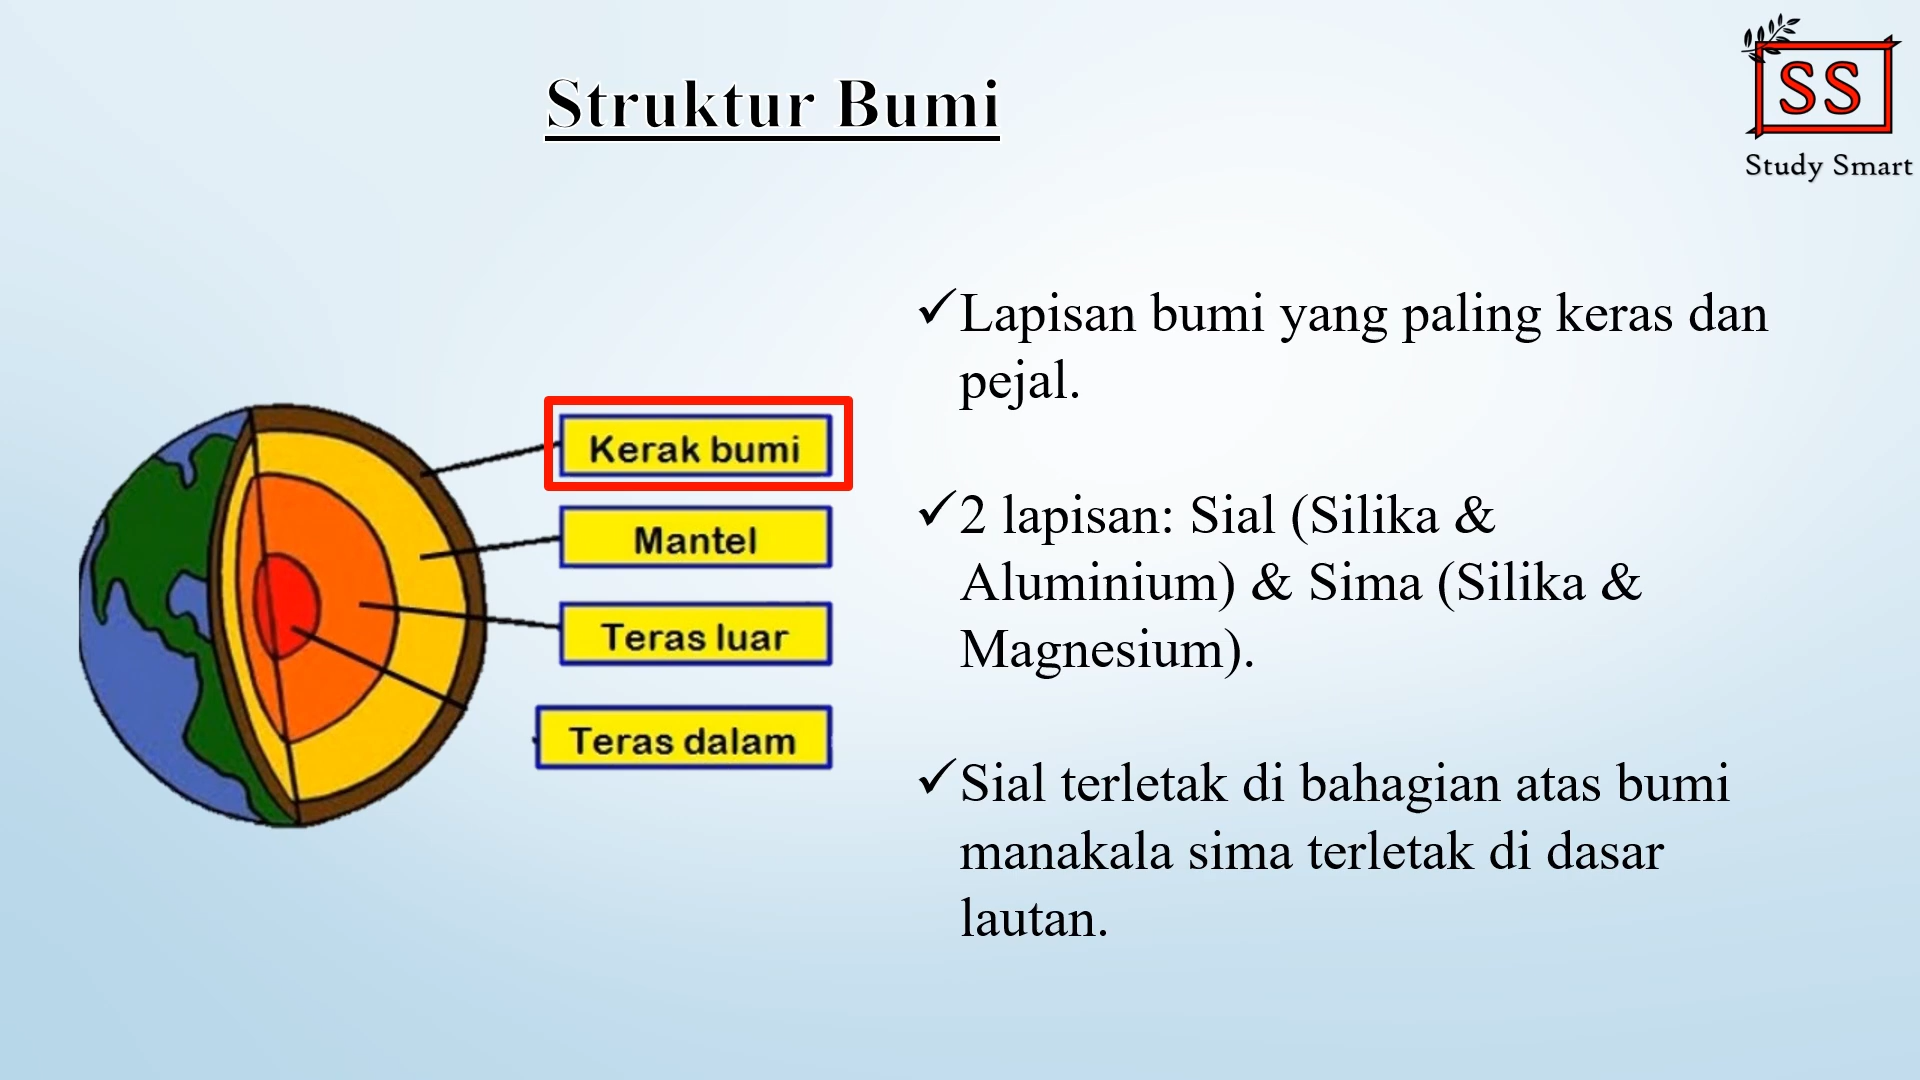 Struktur Bumi
SS
Study Smart
Kerak bumi
Mantel
Teras luar
Teras dalam
✓Lapisan bumi yang paling keras dan
pejal.
✓2 lapisan: Sial (Silika &
Aluminium) & Sima (Silika &
Magnesium).
✓Sial terletak di bahagian atas bumi
manakala sima terletak di dasar
lautan.